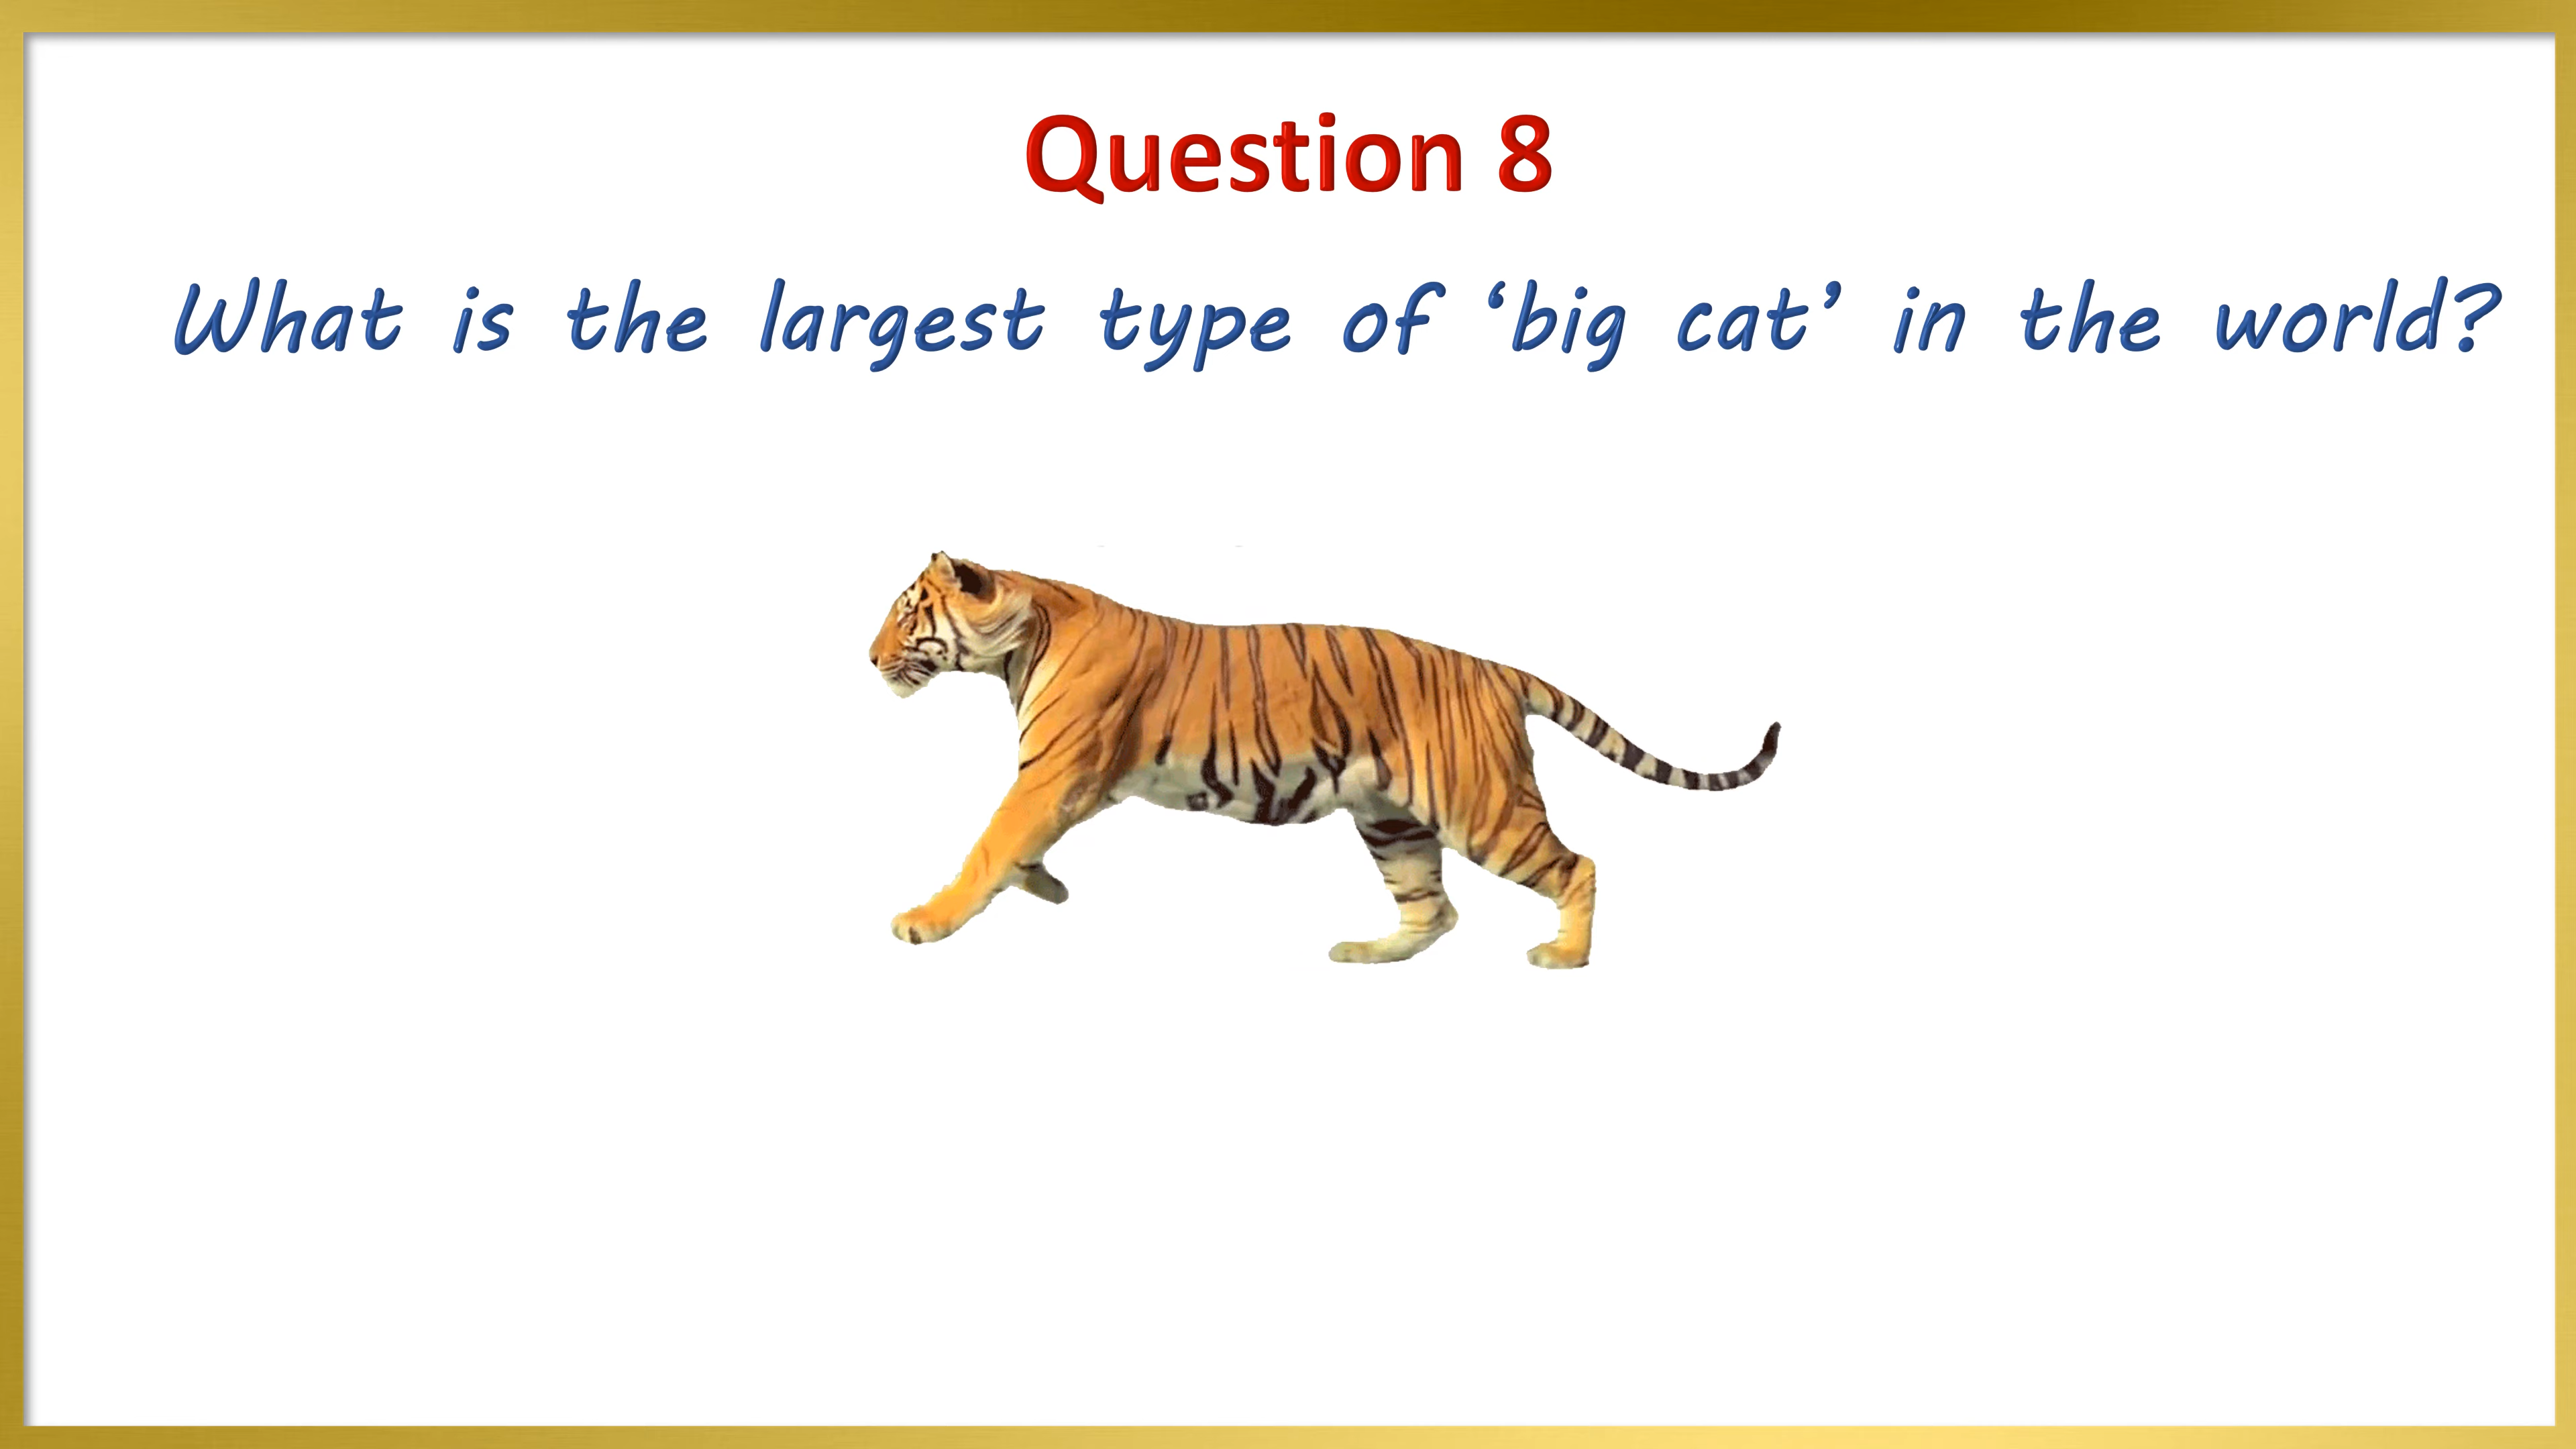 Question 8
What is the largest type of ‘big cat’ in the world?